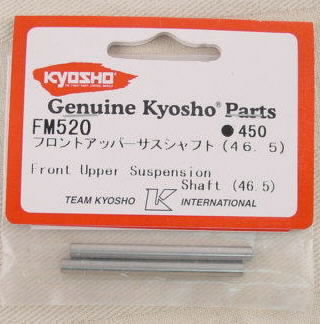 KYOSHO
Genuine Kyosho® Parts
FM520 ●450
フロントアッパーサスシャフト(46.5)
Front Upper Suspension
Shaft (46.5)
TEAM KYOSHO K INTERNATIONAL